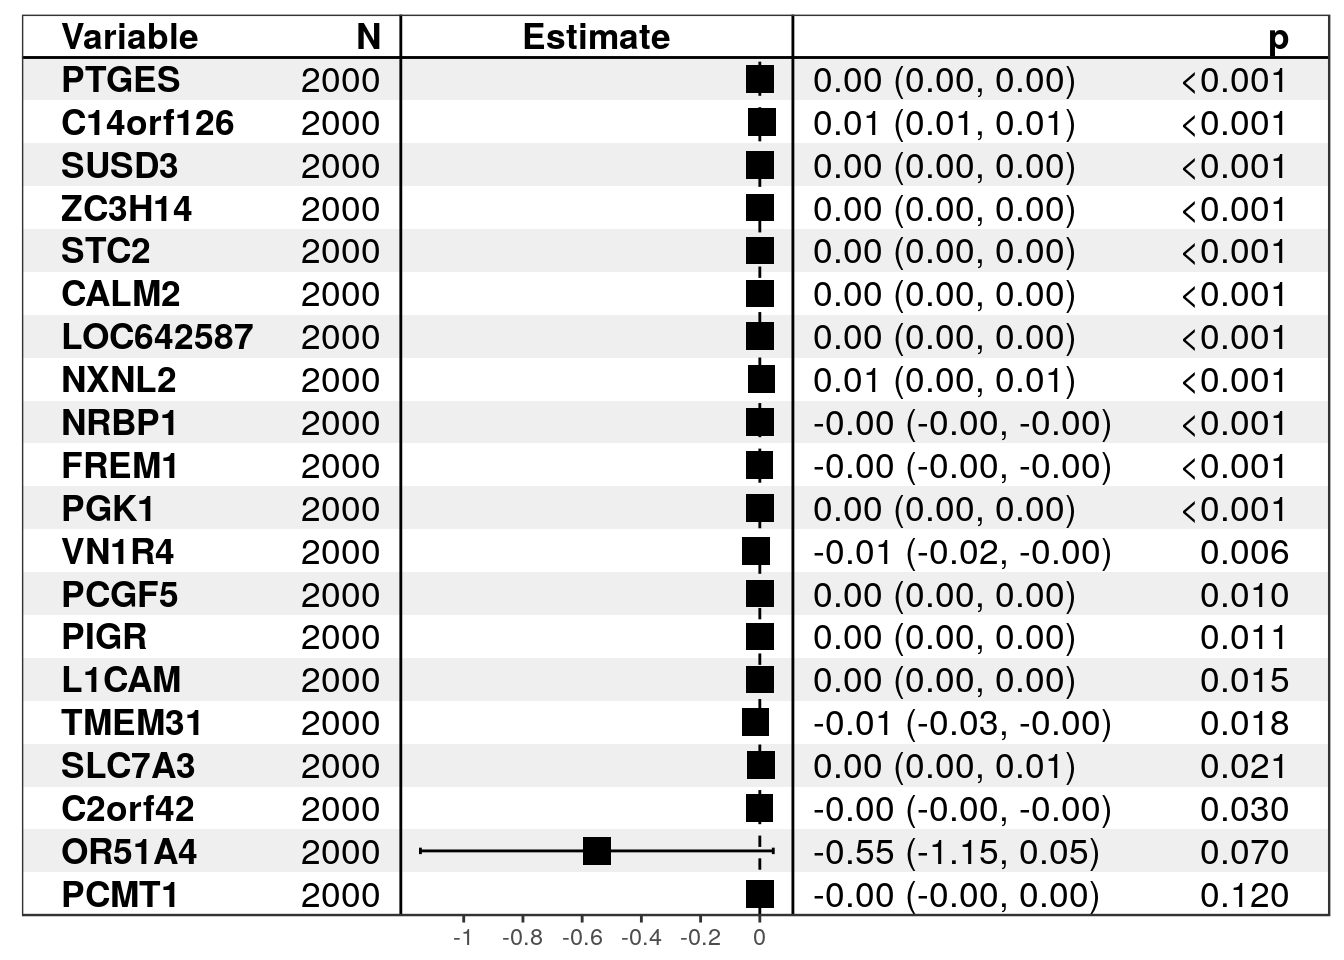 Variable N Estimate p
PTGES 2000 0.00 (0.00, 0.00) <0.001
C14orf126 2000 0.01 (0.01, 0.01) <0.001
SUSD3 2000 0.00 (0.00, 0.00) <0.001
ZC3H14 2000 0.00 (0.00, 0.00) <0.001
STC2 2000 0.00 (0.00, 0.00) <0.001
CALM2 2000 0.00 (0.00, 0.00) <0.001
LOC642587 2000 0.00 (0.00, 0.00) <0.001
NXNL2 2000 0.01 (0.00, 0.01) <0.001
NRBP1 2000 -0.00 (-0.00, -0.00) <0.001
FREM1 2000 -0.00 (-0.00, -0.00) <0.001
PGK1 2000 0.00 (0.00, 0.00) <0.001
VN1R4 2000 -0.01 (-0.02, -0.00) 0.006
PCGF5 2000 0.00 (0.00, 0.00) 0.010
PIGR 2000 0.00 (0.00, 0.00) 0.011
L1CAM 2000 0.00 (0.00, 0.00) 0.015
TMEM31 2000 -0.01 (-0.03, -0.00) 0.018
SLC7A3 2000 0.00 (0.00, 0.01) 0.021
C2orf42 2000 -0.00 (-0.00, -0.00) 0.030
OR51A4 2000 -0.55 (-1.15, 0.05) 0.070
PCMT1 2000 -0.00 (-0.00, 0.00) 0.120
-1 -0.8 -0.6 -0.4 -0.2 0